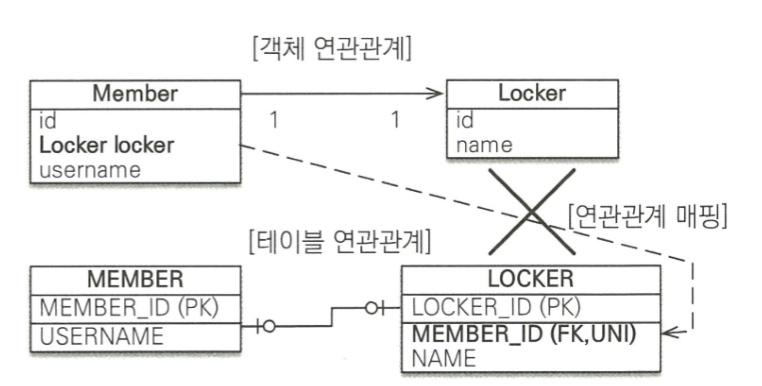 [객체 연관관계]
Member
Locker
id
1
1
id
Locker locker
name
username
[연관관계 매핑]
[테이블 연관관계]
MEMBER
LOCKER
MEMBER_ID (PK)
LOCKER_ID (PK)
USERNAME
MEMBER_ID (FK,UNI)
NAME